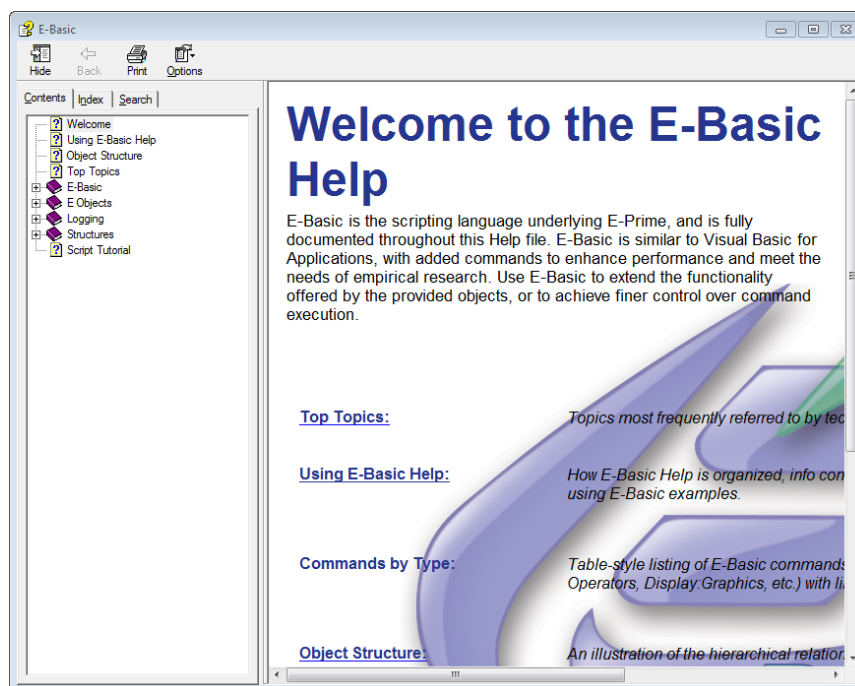 E-Basic
Hide Back Print Options
Contents Index Search
Welcome
Using E-Basic Help
Object Structure
Top Topics
E-Basic
E Objects
Logging
Structures
Script Tutorial
Welcome to the E-Basic
Help
E-Basic is the scripting language underlying E-Prime, and is fully
documented throughout this Help file. E-Basic is similar to Visual Basic for
Applications, with added commands to enhance performance and meet the
needs of empirical research. Use E-Basic to extend the functionality
offered by the provided objects, or to achieve finer control over command
execution.
Top Topics: Topics most frequently referred to by tec
Using E-Basic Help: How E-Basic Help is organized, info con
using E-Basic examples.
Commands by Type: Table-style listing of E-Basic commands
Operators, Display:Graphics, etc.) with li
Object Structure: An illustration of the hierarchical relation